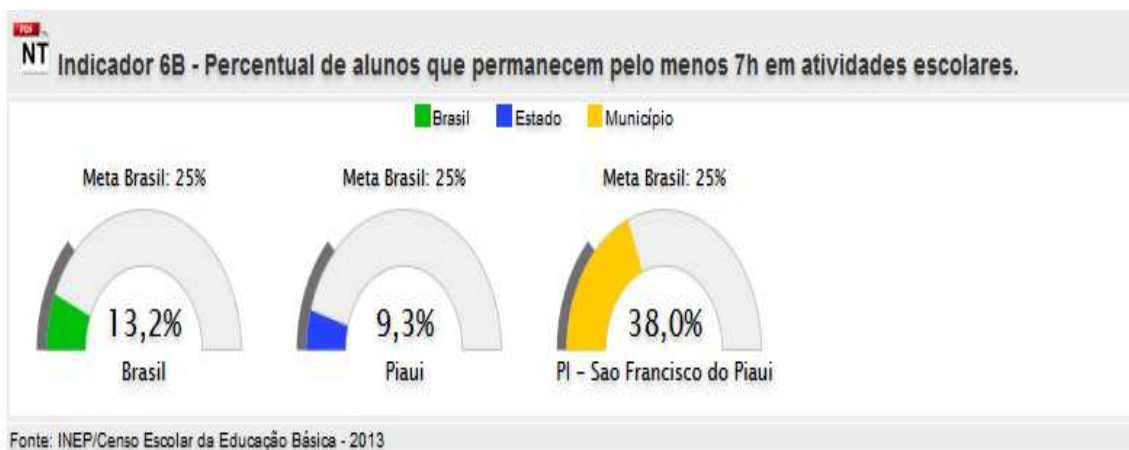 PDF
NT
Indicador 6B - Percentual de alunos que permanecem pelo menos 7h em atividades escolares.
Brasil Estado Município
Meta Brasil: 25% Meta Brasil: 25% Meta Brasil: 25%
13,2% 9,3% 38,0%
Brasil Piaui PI – Sao Francisco do Piaui
Fonte: INEP/Censo Escolar da Educação Básica - 2013